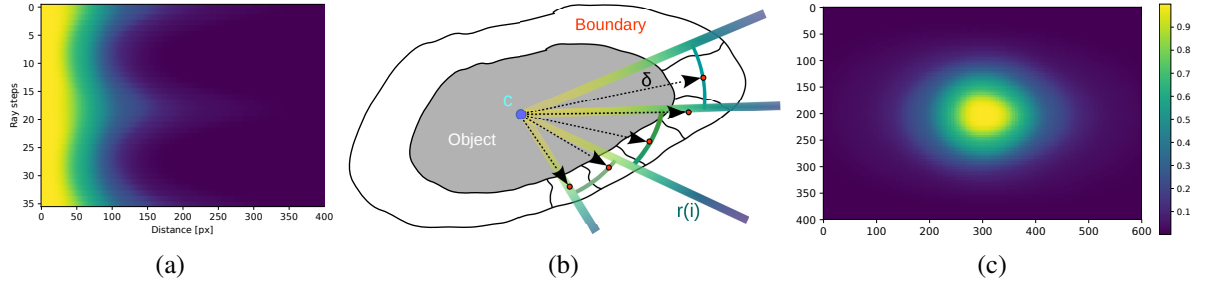 0
5
10
15
20
25
30
35
Ray steps
0 50 100 150 200 250 300 350 400
Distance [px]
(a)
Boundary
δ
c
Object
r(i)
(b)
0
50
100
150
200
250
300
350
400
0 100 200 300 400 500 600
0.9
0.8
0.7
0.6
0.5
0.4
0.3
0.2
0.1
(c)